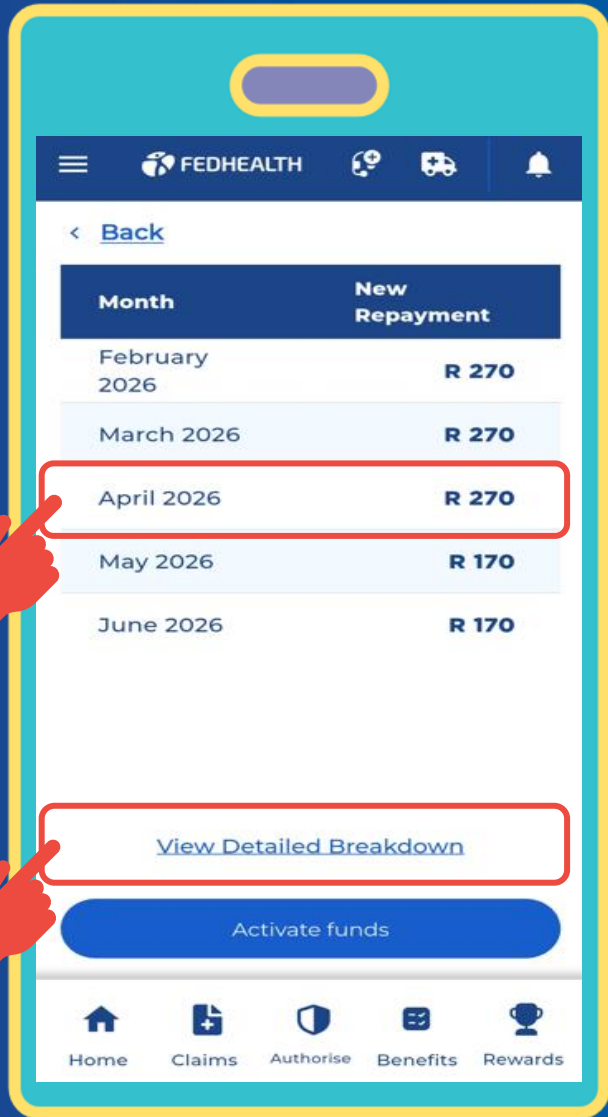 FEDHEALTH
< Back
Month New Repayment
February 2026 R 270
March 2026 R 270
April 2026 R 270
May 2026 R 170
June 2026 R 170
View Detailed Breakdown
Activate funds
Home Claims Authorise Benefits Rewards